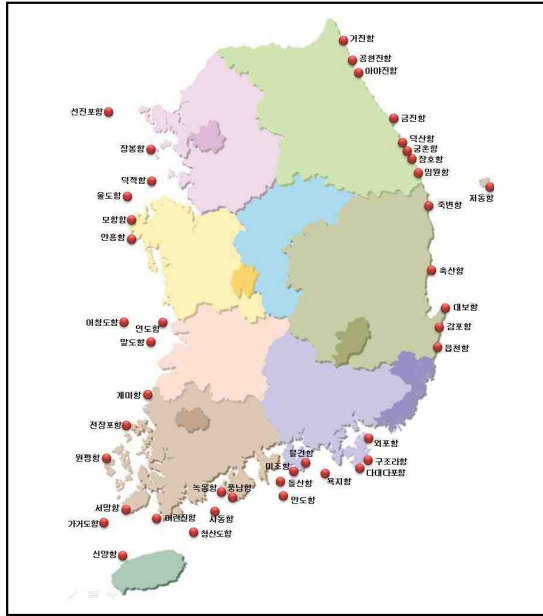 거진항
공현진항
아야진항
선진포항
금진항
덕산항
궁촌항
장호항
임원항
장봉항
덕적항
울도항
저동항
죽변항
모항항
안흥항
축산항
대보항
감포항
읍천항
어청도항
연도항
말도항
계마항
전장포항
원평항
외포항
구조라항
다대다포항
물건항
미조항
욕지항
돌산항
안도항
녹동항
풍남항
서망항
가거도항
어란진항
사동항
청산도항
신양항